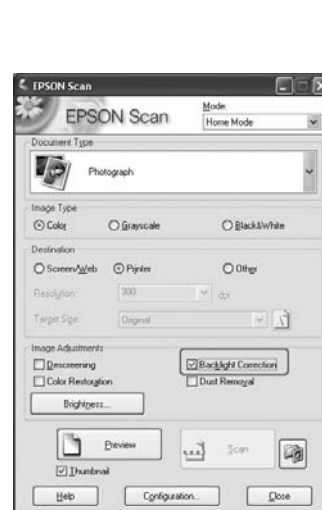 EPSON Scan
EPSON Scan
Mode:
Home Mode
Document Type
Photograph
Image Type
Color Grayscale Black&White
Destination
Screen/Web Printer Other
Resolution: 300 dpi
Target Size: Original
Image Adjustments
Descreening Backlight Correction
Color Restoration Dust Removal
Brightness...
Preview Scan
Thumbnail
Help Configuration... Close